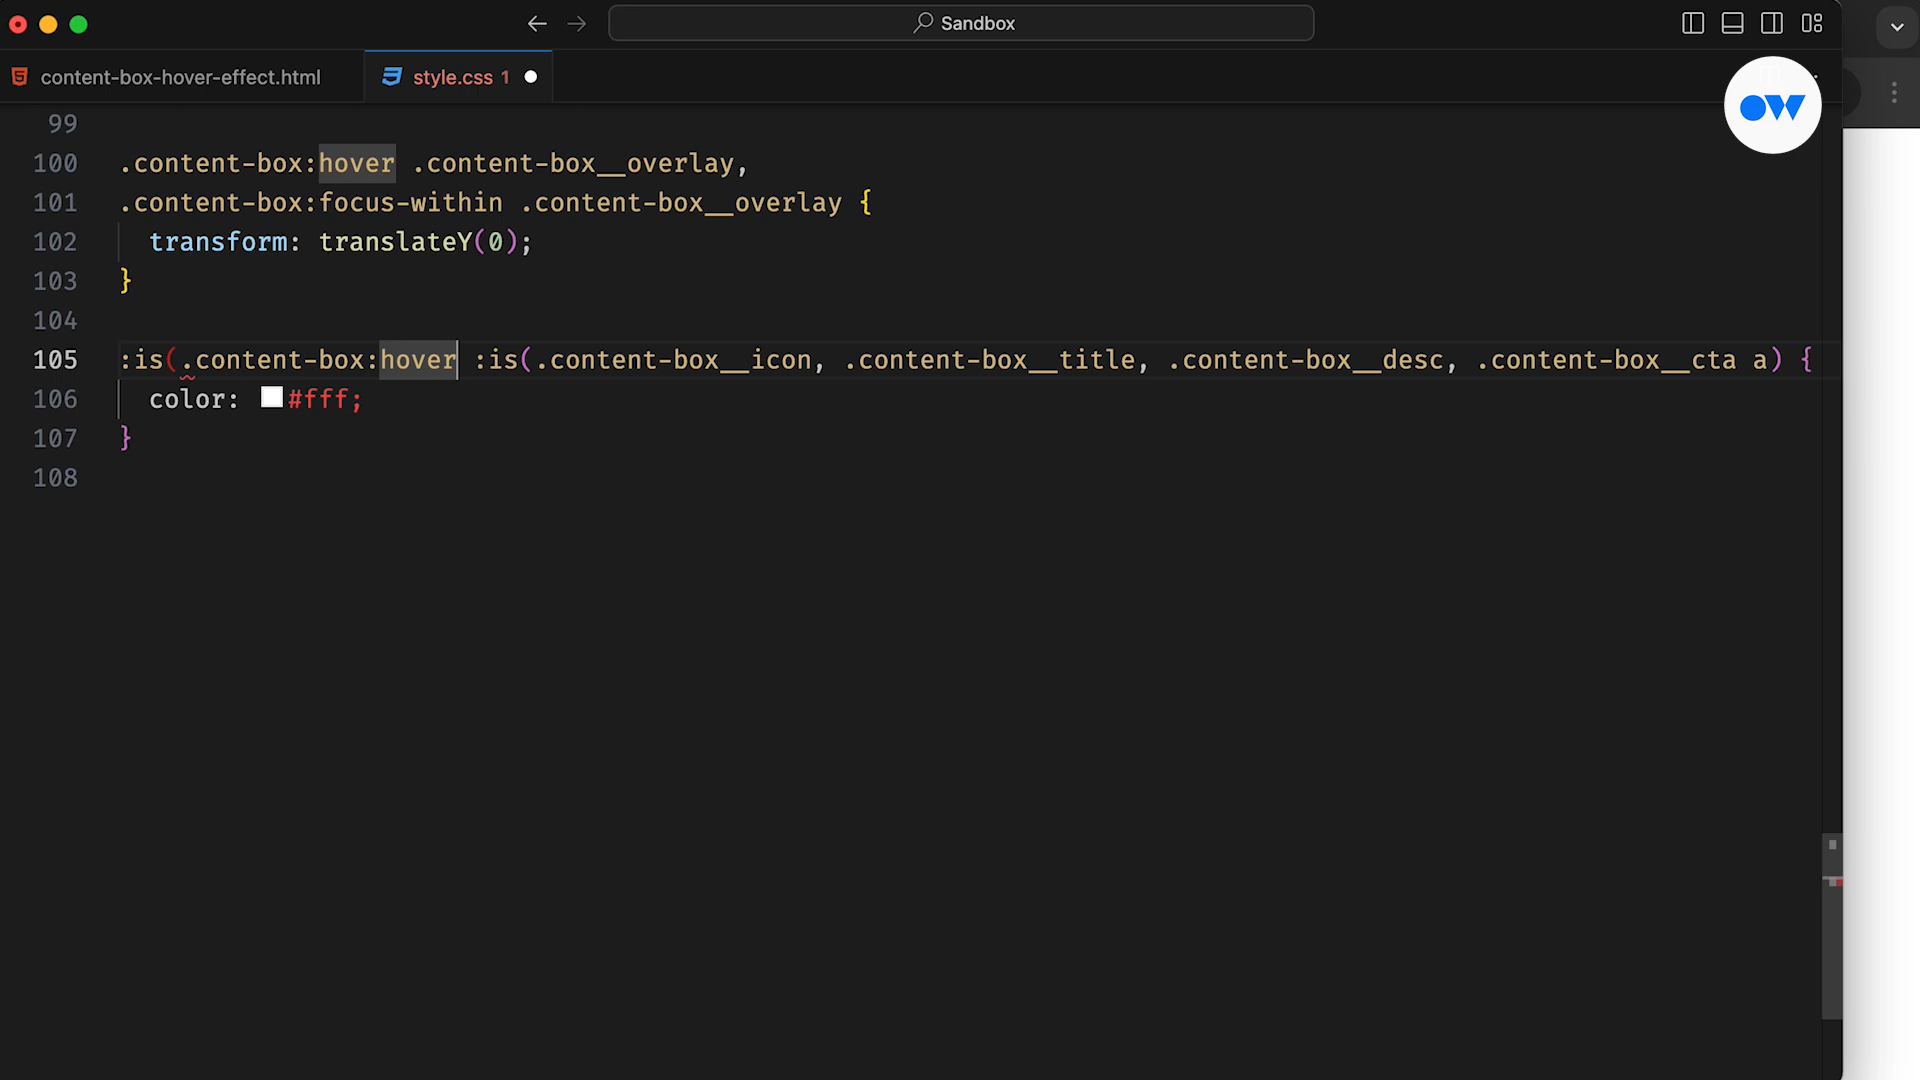 Sandbox
content-box-hover-effect.html
style.css 1
OW
99
100 .content-box:hover .content-box__overlay,
101 .content-box:focus-within .content-box__overlay {
102 transform: translateY(0);
103 }
104
105 :is(.content-box:hover :is(.content-box__icon, .content-box__title, .content-box__desc, .content-box__cta a) {
106 color: #fff;
107 }
108